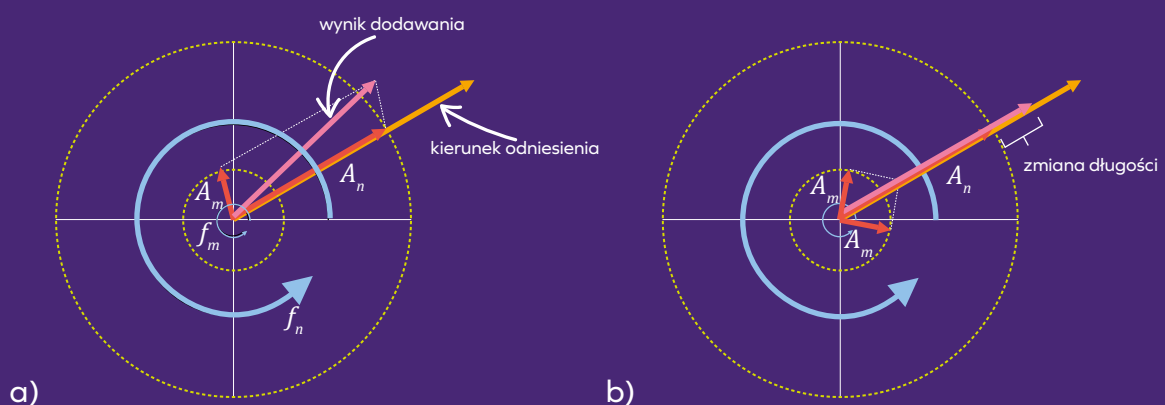 wynik dodawania
kierunek odniesienia
A_n
A_m
f_m
f_n
a)
zmiana długości
A_n
A_m
A_m
b)